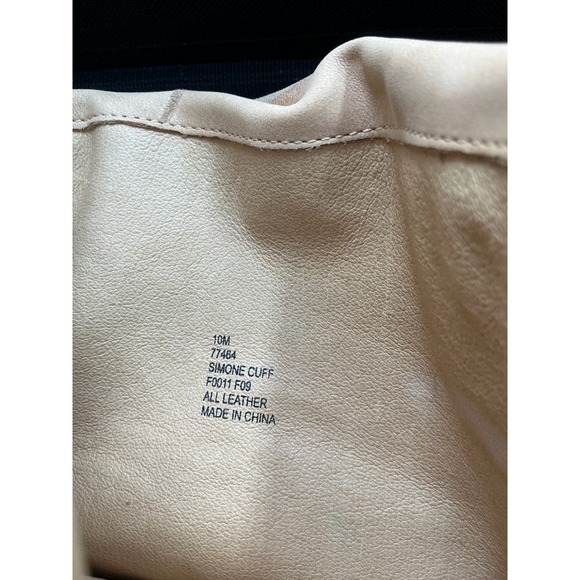 10M
77464
SIMONE CUFF
F0011 F09
ALL LEATHER
MADE IN CHINA